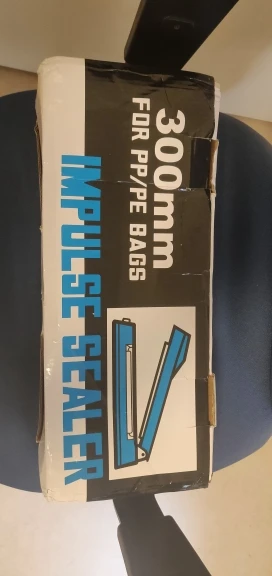 300mm
FOR PP/PE BAGS
IMPULSE SEALER